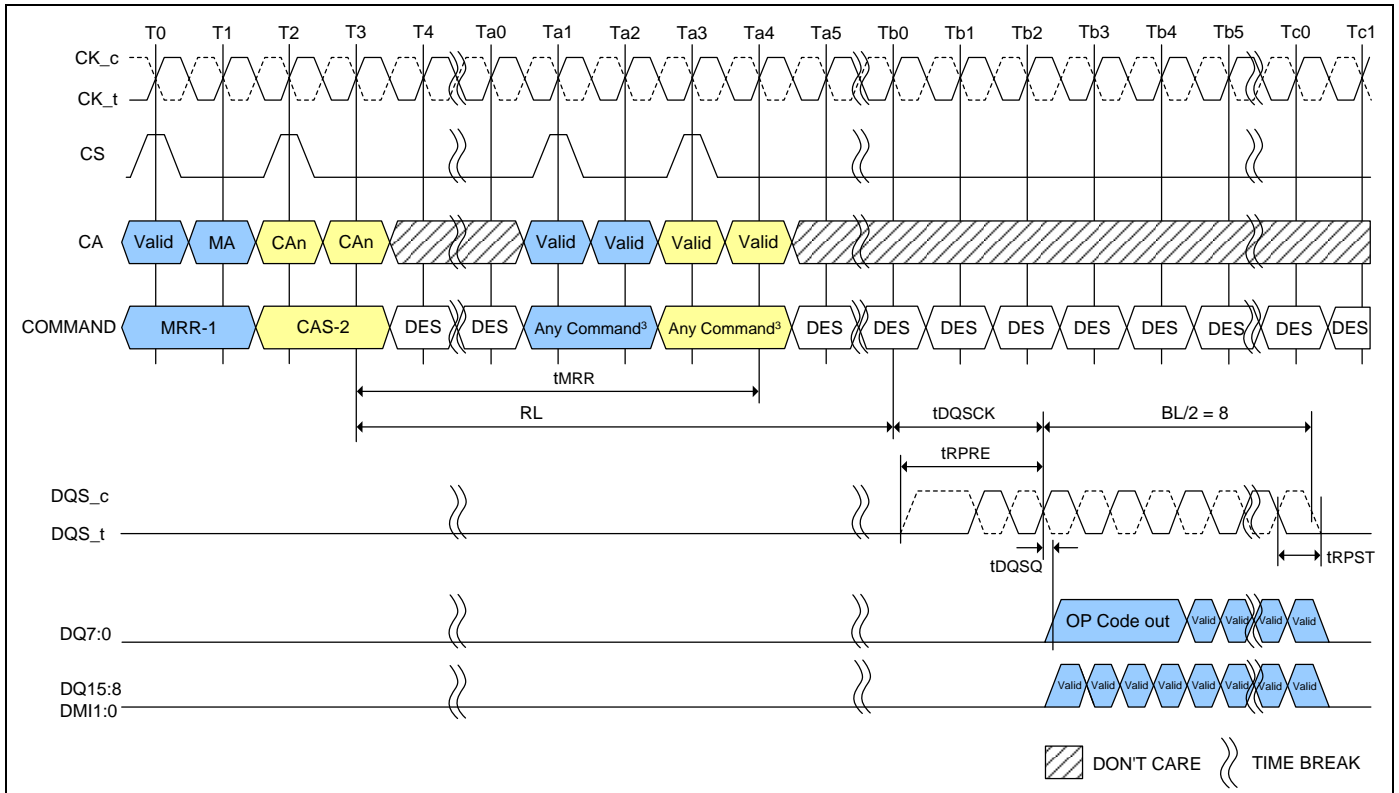 T0 T1 T2 T3 T4 Ta0 Ta1 Ta2 Ta3 Ta4 Ta5 Tb0 Tb1 Tb2 Tb3 Tb4 Tb5 Tc0 Tc1
CK_c
CK_t
CS
CA Valid MA CAn CAn Valid Valid Valid Valid
COMMAND MRR-1 CAS-2 DES DES Any Command³ Any Command³ DES DES DES DES DES DES DES DES DES
tMRR
RL tDQSCK BL/2 = 8
tRPRE
DQS_c
DQS_t
tDQSQ tRPST
DQ7:0 OP Code out Valid Valid Valid Valid
DQ15:8 Valid Valid Valid Valid Valid Valid Valid Valid
DMI1:0
DON'T CARE TIME BREAK